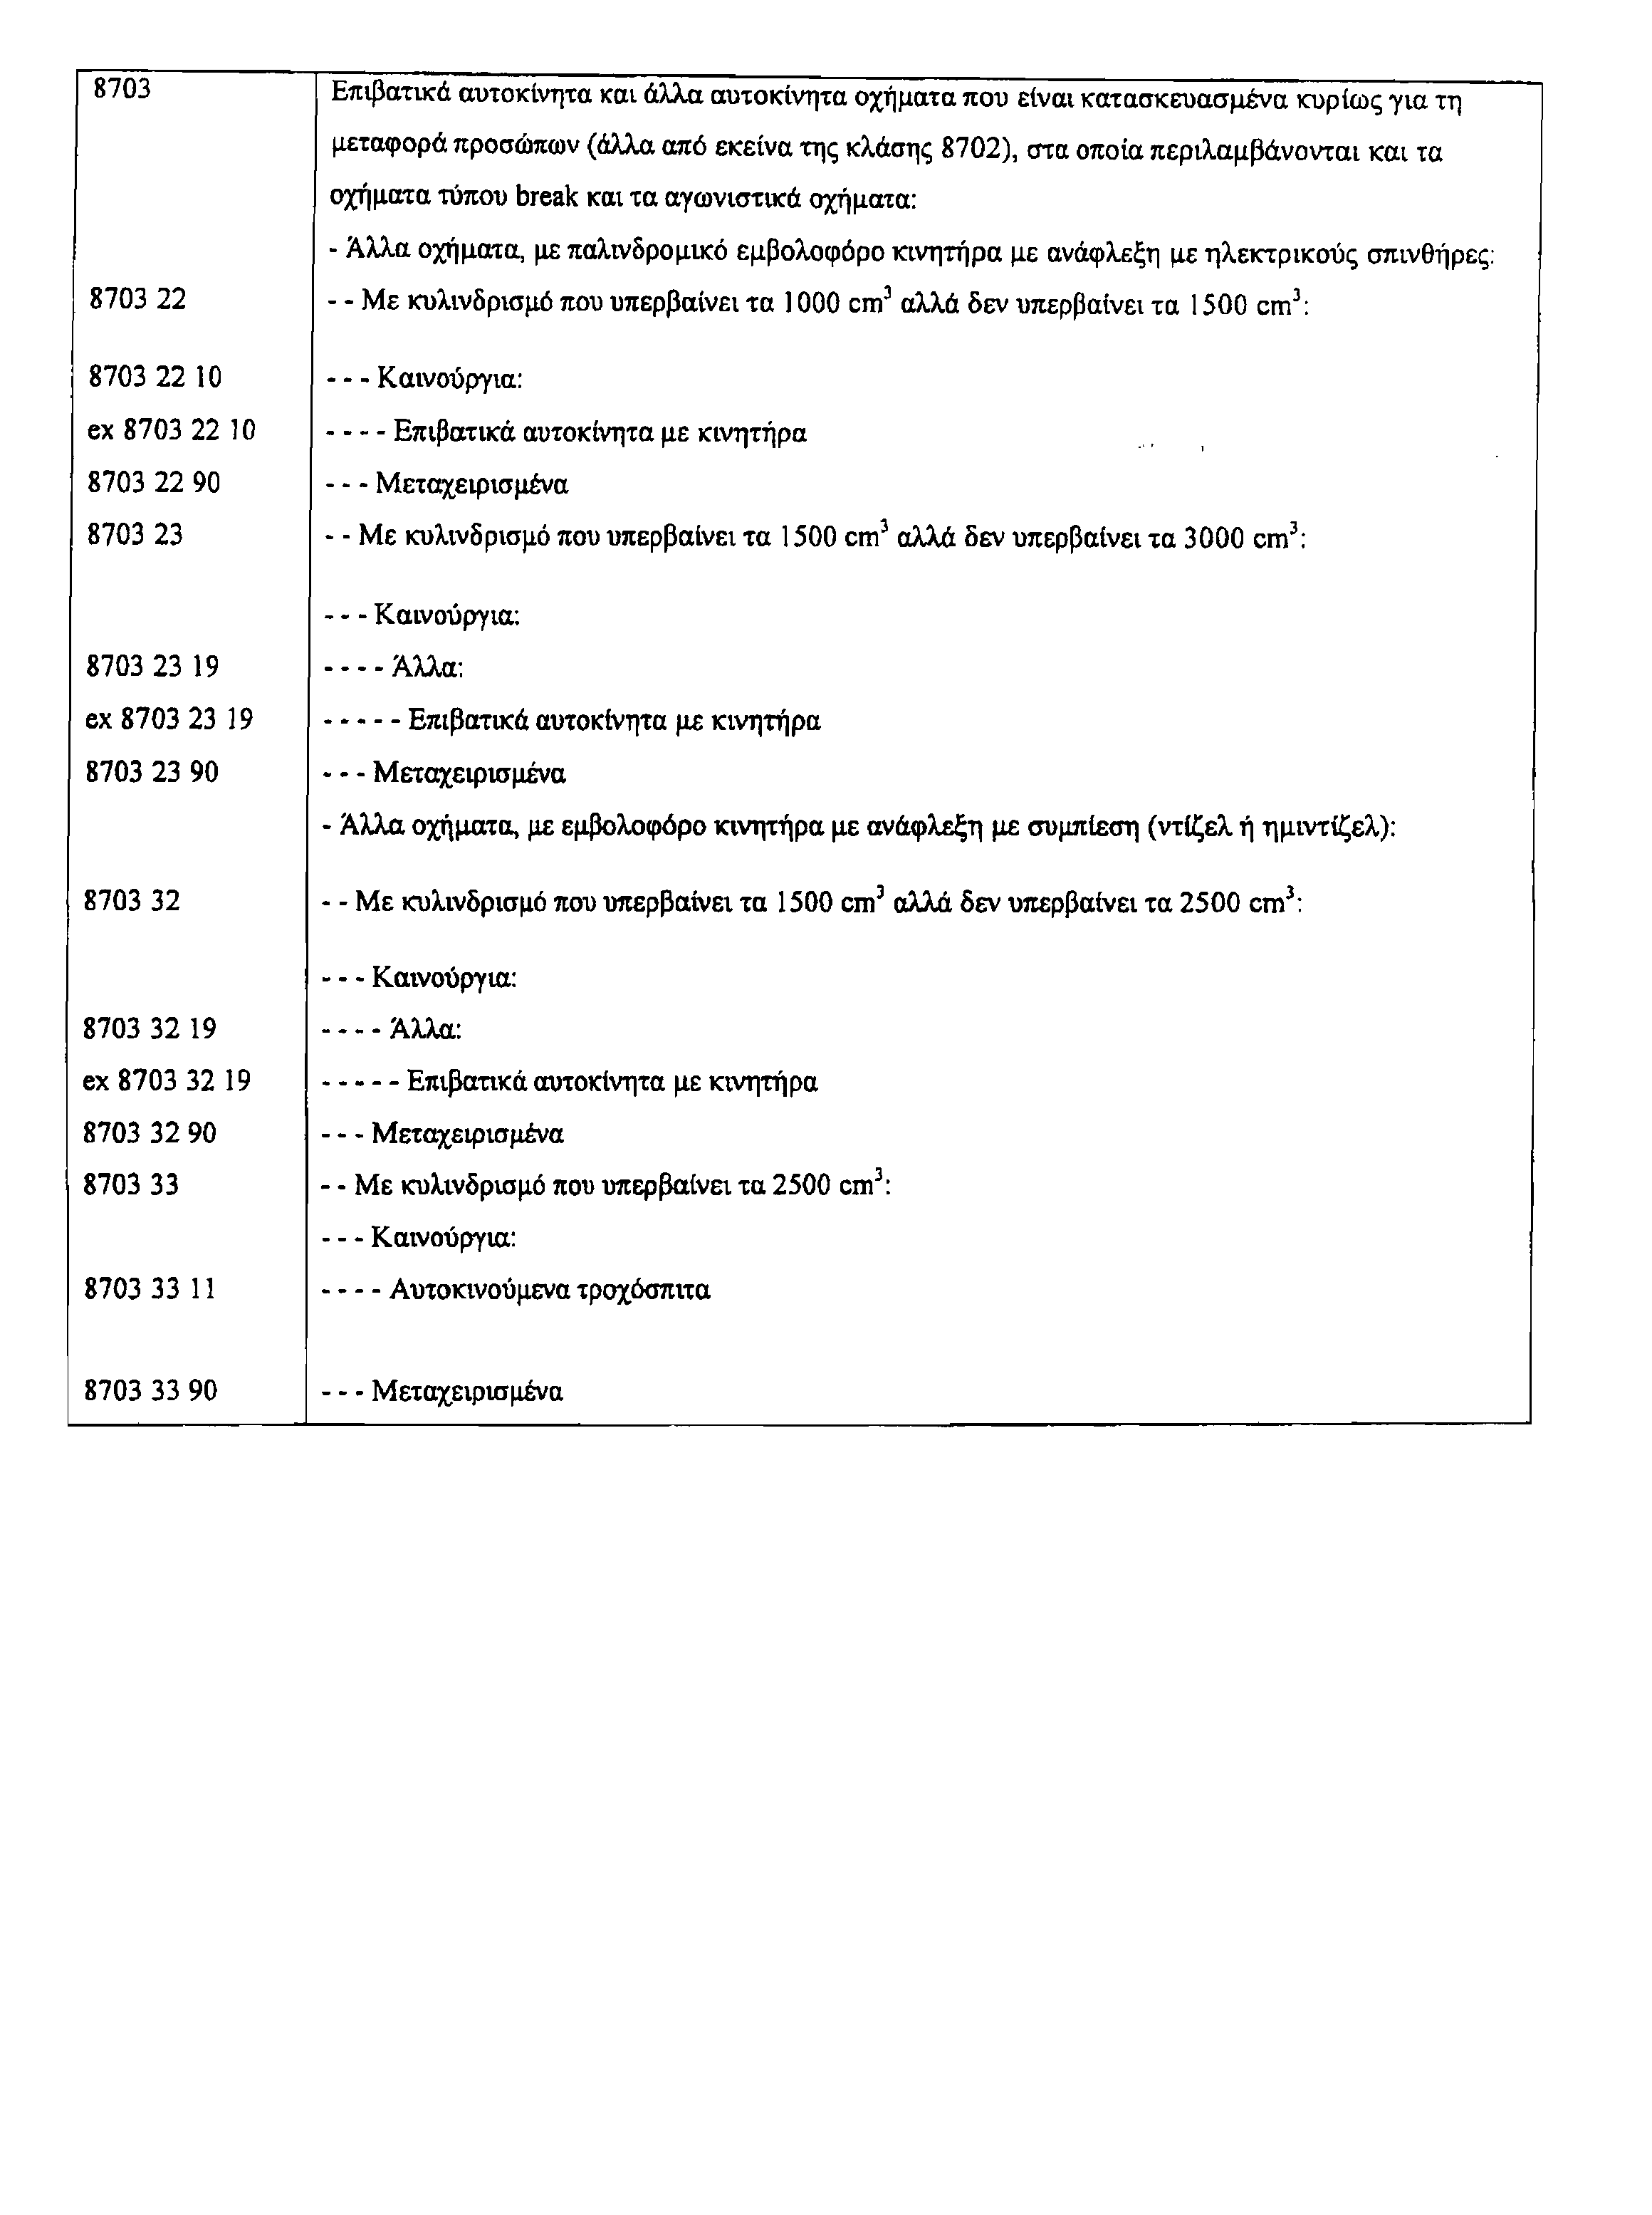 8703 Επιβατικά αυτοκίνητα και άλλα αυτοκίνητα οχήματα που είναι κατασκευασμένα κυρίως για τη
μεταφορά προσώπων (άλλα από εκείνα της κλάσης 8702), στα οποία περιλαμβάνονται και τα
οχήματα τύπου break και τα αγωνιστικά οχήματα:
- Άλλα οχήματα, με παλινδρομικό εμβολοφόρο κινητήρα με ανάφλεξη με ηλεκτρικούς σπινθήρες:
8703 22 - - Με κυλινδρισμό που υπερβαίνει τα 1000 cm³ αλλά δεν υπερβαίνει τα 1500 cm³:
8703 22 10 - - - Καινούργια:
ex 8703 22 10 - - - - Επιβατικά αυτοκίνητα με κινητήρα
8703 22 90 - - - Μεταχειρισμένα
8703 23 - - Με κυλινδρισμό που υπερβαίνει τα 1500 cm³ αλλά δεν υπερβαίνει τα 3000 cm³:
- - - Καινούργια:
8703 23 19 - - - - Άλλα:
ex 8703 23 19 - - - - - Επιβατικά αυτοκίνητα με κινητήρα
8703 23 90 - - - Μεταχειρισμένα
- Άλλα οχήματα, με εμβολοφόρο κινητήρα με ανάφλεξη με συμπίεση (ντίζελ ή ημιντίζελ):
8703 32 - - Με κυλινδρισμό που υπερβαίνει τα 1500 cm³ αλλά δεν υπερβαίνει τα 2500 cm³:
- - - Καινούργια:
8703 32 19 - - - - Άλλα:
ex 8703 32 19 - - - - - Επιβατικά αυτοκίνητα με κινητήρα
8703 32 90 - - - Μεταχειρισμένα
8703 33 - - Με κυλινδρισμό που υπερβαίνει τα 2500 cm³:
- - - Καινούργια:
8703 33 11 - - - - Αυτοκινούμενα τροχόσπιτα
8703 33 90 - - - Μεταχειρισμένα